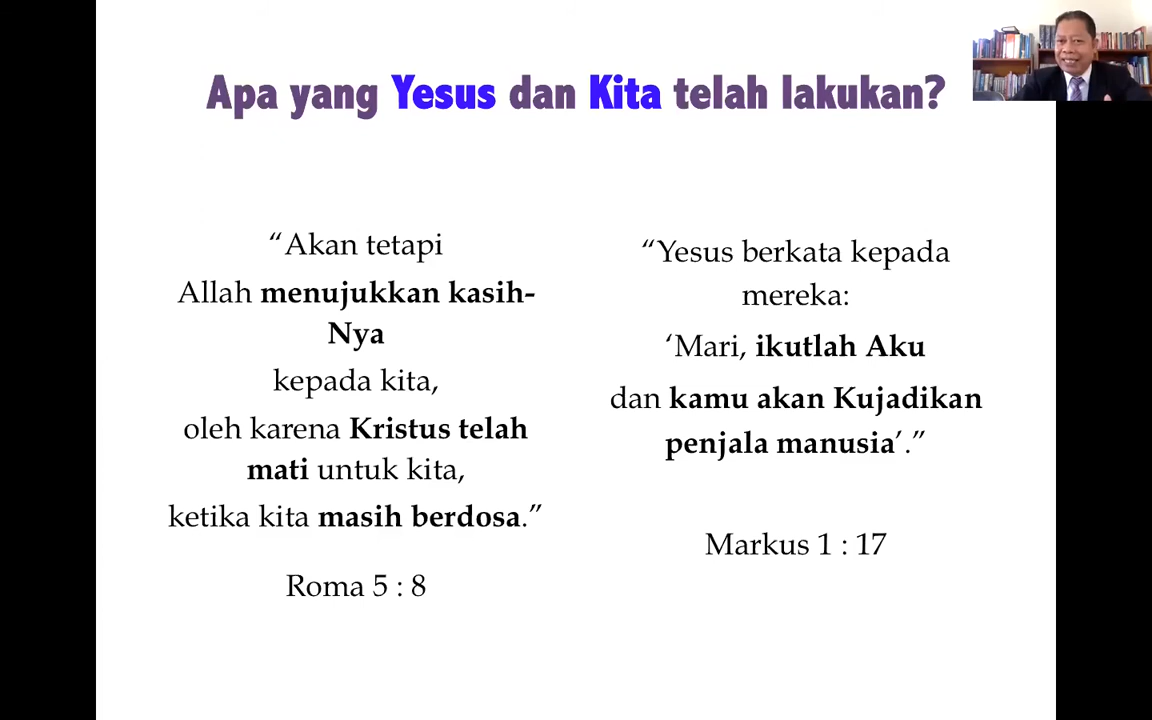 Apa yang Yesus dan Kita telah lakukan?
“Akan tetapi
Allah menujukkan kasih-
Nya
kepada kita,
oleh karena Kristus telah
mati untuk kita,
ketika kita masih berdosa.”
Roma 5 : 8
“Yesus berkata kepada
mereka:
‘Mari, ikutlah Aku
dan kamu akan Kujadikan
penjala manusia’.”
Markus 1 : 17